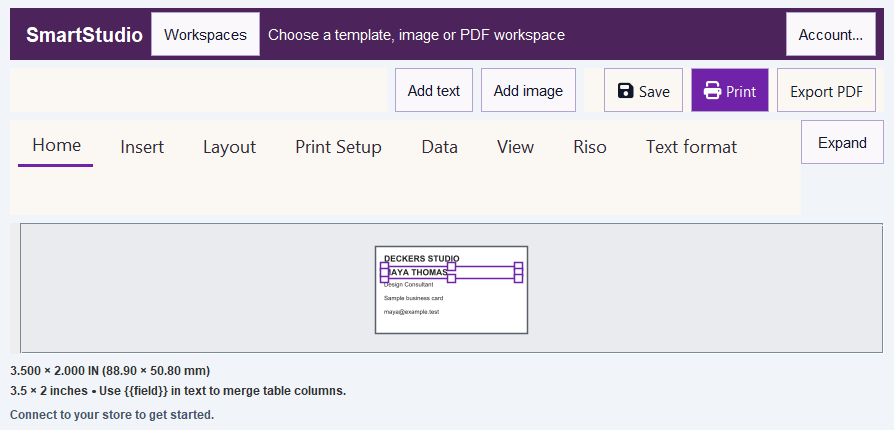 SmartStudio Workspaces Choose a template, image or PDF workspace Account...
Add text Add image Save Print Export PDF
Home Insert Layout Print Setup Data View Riso Text format Expand
DECKERS STUDIO
MAYA THOMAS
Design Consultant
Sample business card
maya@example.test
3.500 × 2.000 IN (88.90 × 50.80 mm)
3.5 × 2 inches • Use {{field}} in text to merge table columns.
Connect to your store to get started.